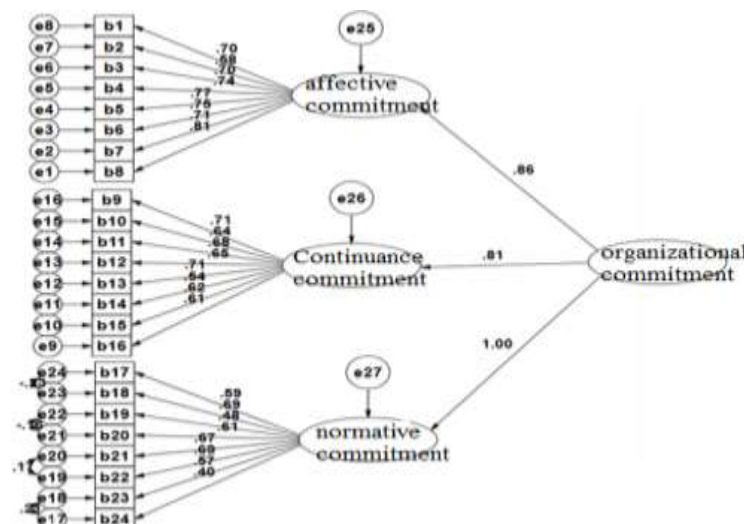 e8 b1
e7 b2
e6 b3
e5 b4
e4 b5
e3 b6
e2 b7
e1 b8
.70
.68
.70
.74
.77
.75
.71
.81
e25
affective
commitment
.86
e16 b9
e15 b10
e14 b11
e13 b12
e12 b13
e11 b14
e10 b15
e9 b16
.71
.64
.68
.65
.71
.62
.61
e26
Continuance
commitment
.81
organizational
commitment
1.00
e24 b17
e23 b18
e22 b19
e21 b20
e20 b21
e19 b22
e18 b23
e17 b24
.59
.69
.48
.61
.67
.69
.57
.40
e27
normative
commitment